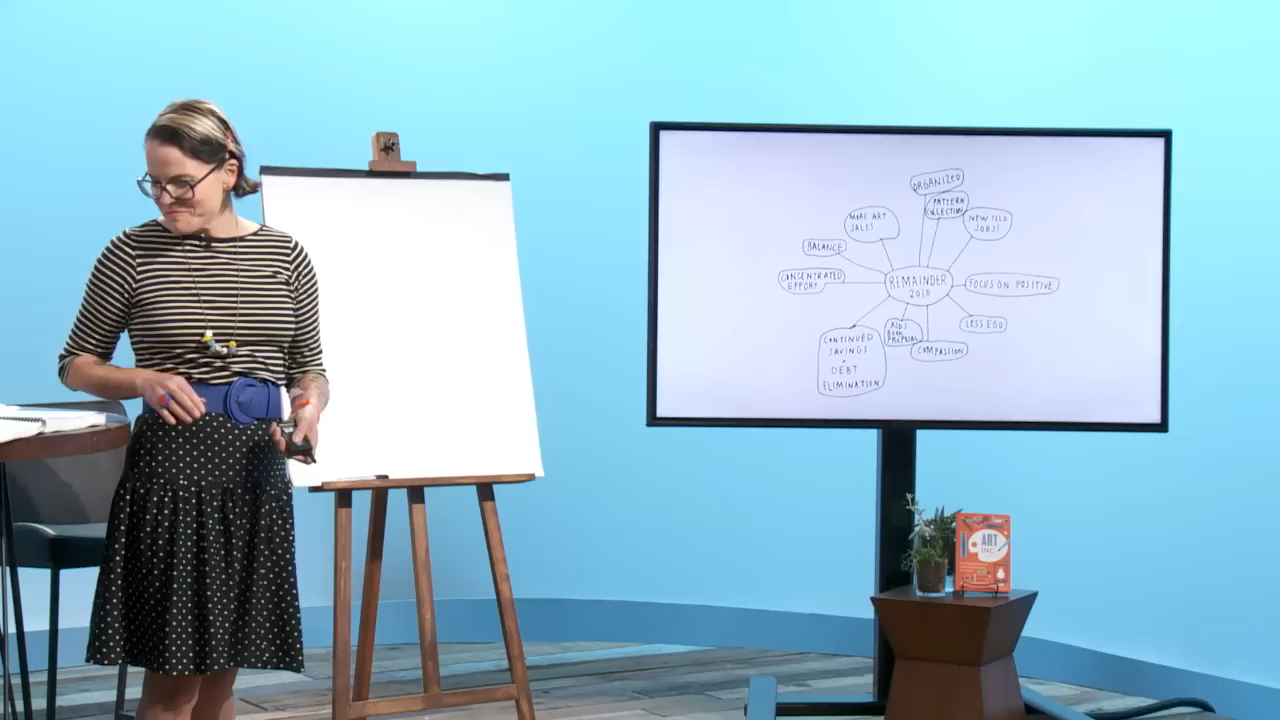 ORGANIZED
PATTERN
COLLECTION
NEW ILLO
JOBS!
MORE ART
SALES
BALANCE
CONCENTRATED
EFFORT
REMAINDER
2010
FOCUS ON POSITIVE
LESS EGO
COMPASSION
AIDS
BOOK
PROPOSAL
CONTINUED
SAVINGS
+
DEBT
ELIMINATION
ART
INC.